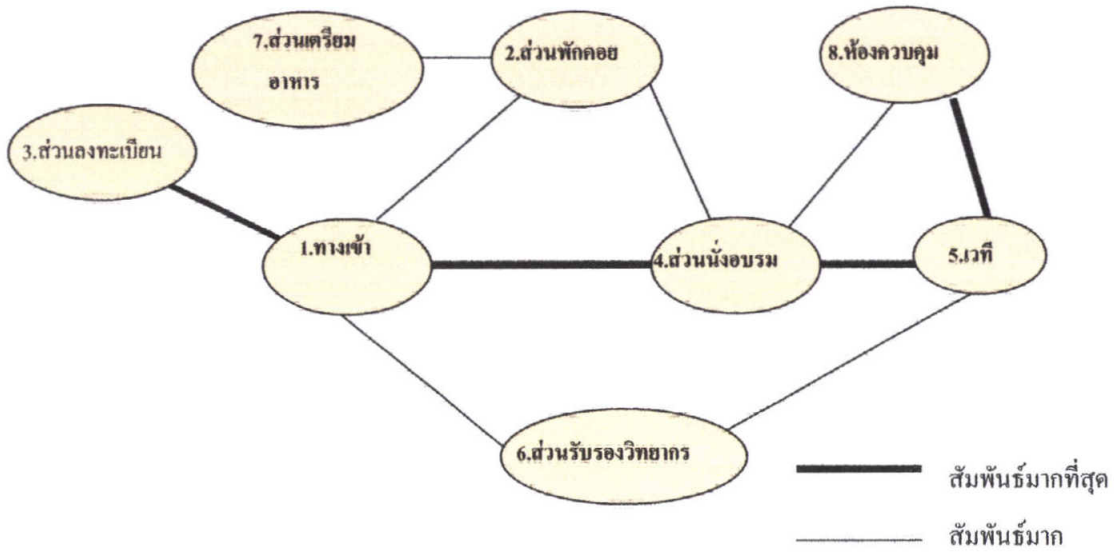 7.ส่วนเตรียม
อาหาร
2.ส่วนพักคอย
8.ห้องควบคุม
3.ส่วนลงทะเบียน
1.ทางเข้า
4.ส่วนนั่งอบรม
5.เวที
6.ส่วนรับรองวิทยากร
สัมพันธ์มากที่สุด
สัมพันธ์มาก